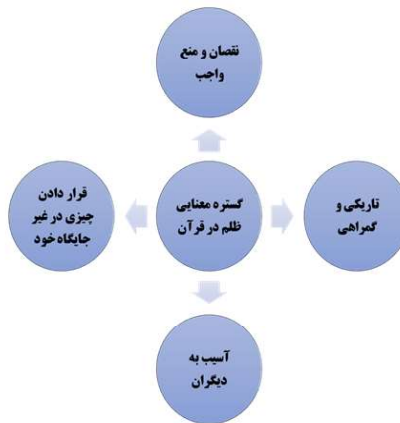 نقصان و منع
واجب
قرار دادن
چیزی در غیر
جایگاه خود
گستره معنایی
ظلم در قرآن
تاریکی و
گمراهی
آسیب به
دیگران